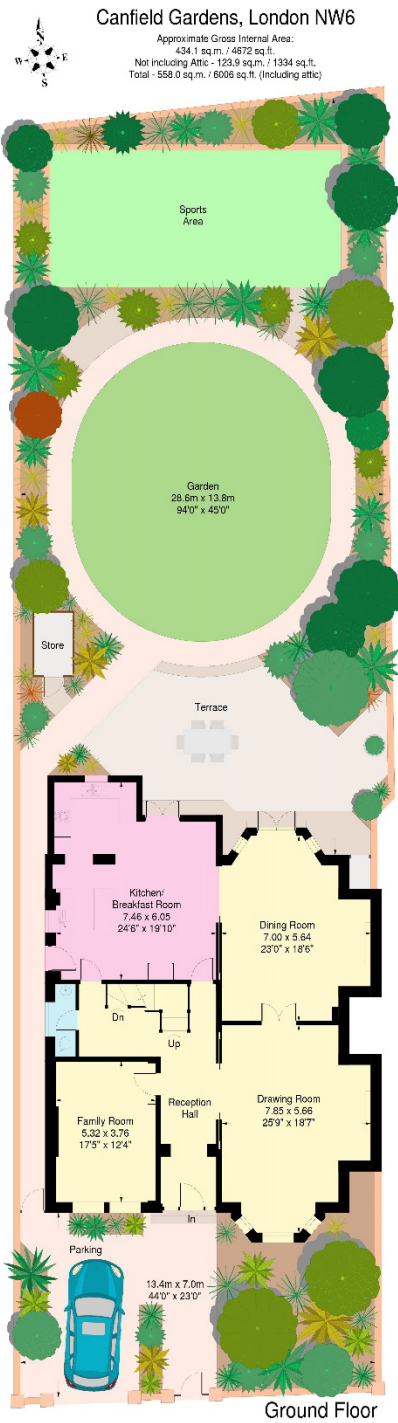 Canfield Gardens, London NW6
Approximate Gross Internal Area:
434.1 sq.m. / 4672 sq.ft.
Not including Attic - 123.9 sq.m. / 1334 sq.ft.
Total - 558.0 sq.m. / 6006 sq.ft. (Including attic)
N
W
E
S
Sports
Area
Garden
28.6m x 13.8m
94'0" x 45'0"
Store
Terrace
Kitchen/
Breakfast Room
7.46 x 6.05
24'6" x 19'10"
Dining Room
7.00 x 5.64
23'0" x 18'6"
Dn
Up
Reception
Hall
Family Room
5.32 x 3.76
17'5" x 12'4"
Drawing Room
7.85 x 5.66
25'9" x 18'7"
In
Parking
13.4m x 7.0m
44'0" x 23'0"
Ground Floor